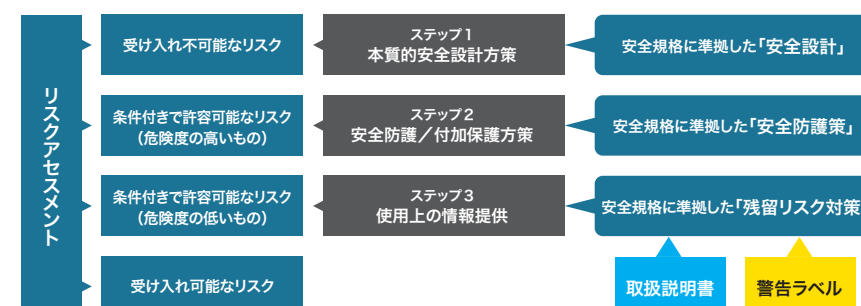 リスクアセスメント
受け入れ不可能なリスク
ステップ1
本質的安全設計方策
安全規格に準拠した「安全設計」
条件付きで許容可能なリスク
(危険度の高いもの)
ステップ2
安全防護/付加保護方策
安全規格に準拠した「安全防護策」
条件付きで許容可能なリスク
(危険度の低いもの)
ステップ3
使用上の情報提供
安全規格に準拠した「残留リスク対策
受け入れ可能なリスク
取扱説明書
警告ラベル